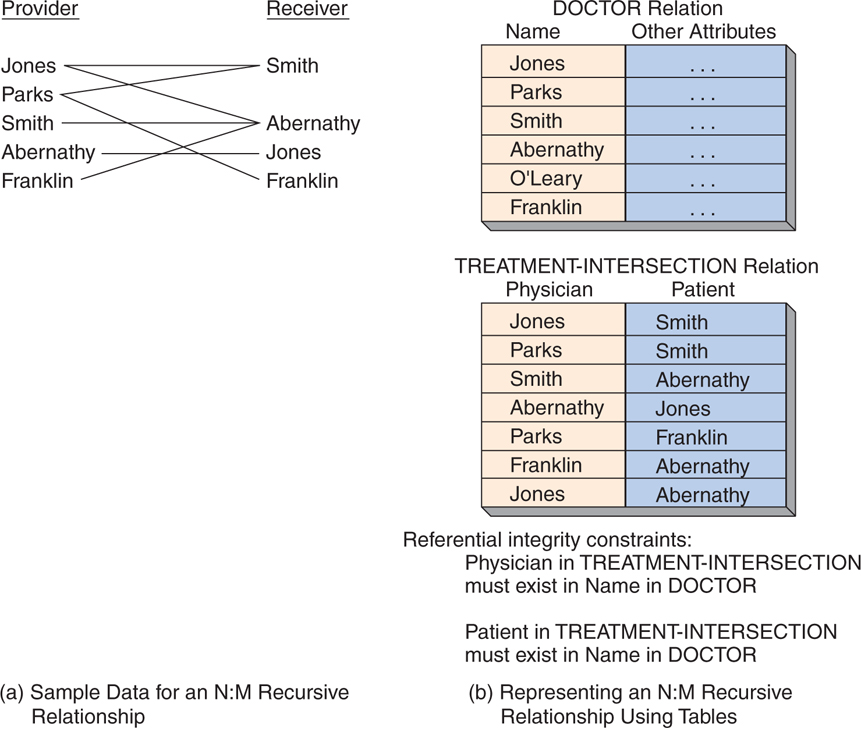 Provider Receiver
Jones Smith
Parks
Smith Abernathy
Abernathy Jones
Franklin Franklin
(a) Sample Data for an N:M Recursive
Relationship
DOCTOR Relation
Name Other Attributes
Jones . . .
Parks . . .
Smith . . .
Abernathy . . .
O'Leary . . .
Franklin . . .
TREATMENT-INTERSECTION Relation
Physician Patient
Jones Smith
Parks Smith
Smith Abernathy
Abernathy Jones
Parks Franklin
Franklin Abernathy
Jones Abernathy
Referential integrity constraints:
Physician in TREATMENT-INTERSECTION
must exist in Name in DOCTOR
Patient in TREATMENT-INTERSECTION
must exist in Name in DOCTOR
(b) Representing an N:M Recursive
Relationship Using Tables